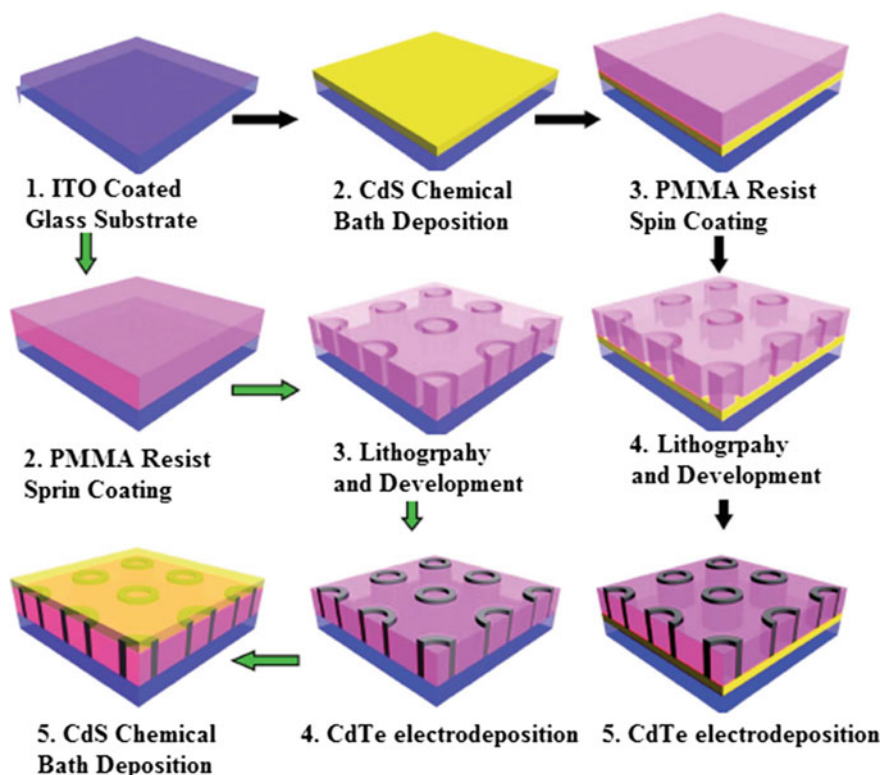 1. ITO Coated
Glass Substrate
2. CdS Chemical
Bath Deposition
3. PMMA Resist
Spin Coating
2. PMMA Resist
Sprin Coating
3. Lithogrpahy
and Development
4. Lithogrpahy
and Development
5. CdS Chemical
Bath Deposition
4. CdTe electrodeposition
5. CdTe electrodeposition